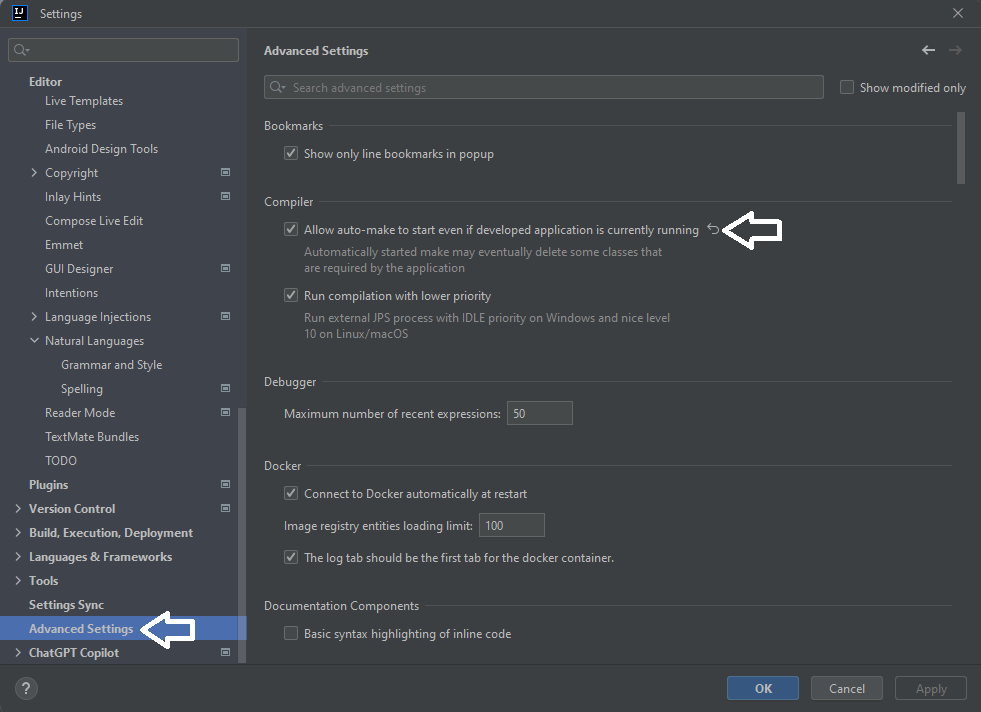 IJ
Settings
Editor
Live Templates
File Types
Android Design Tools
Copyright
Inlay Hints
Compose Live Edit
Emmet
GUI Designer
Intentions
Language Injections
Natural Languages
Grammar and Style
Spelling
Reader Mode
TextMate Bundles
TODO
Plugins
Version Control
Build, Execution, Deployment
Languages & Frameworks
Tools
Settings Sync
Advanced Settings
ChatGPT Copilot
?
Advanced Settings
Search advanced settings
Show modified only
Bookmarks
Show only line bookmarks in popup
Compiler
Allow auto-make to start even if developed application is currently running
Automatically started make may eventually delete some classes that
are required by the application
Run compilation with lower priority
Run external JPS process with IDLE priority on Windows and nice level
10 on Linux/macOS
Debugger
Maximum number of recent expressions: 50
Docker
Connect to Docker automatically at restart
Image registry entities loading limit: 100
The log tab should be the first tab for the docker container.
Documentation Components
Basic syntax highlighting of inline code
OK
Cancel
Apply